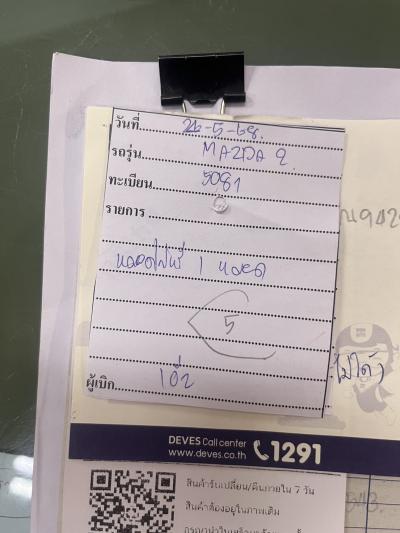 วันที่ 26-5-68.
รถรุ่น MAZDA 2
ทะเบียน 5081
รายการ
หลอดไฟหรี่ 1 หลอด
5
ผู้เบิก
ไม่ได้
DEVES Call center
www.deves.co.th
1291
สินค้ารับเปลี่ยน/คืนภายใน 7 วัน
สินค้าต้องอยู่ในภาพเดิม